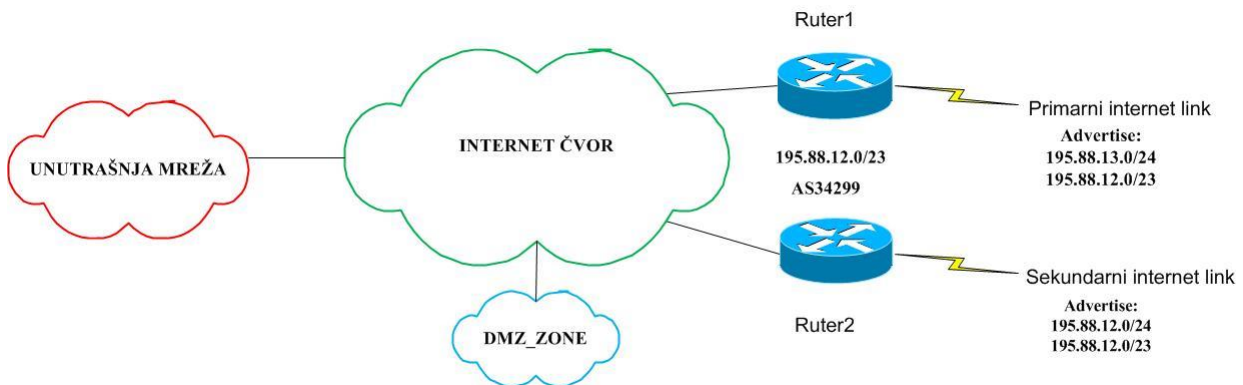 Ruter1
UNUTRAŠNJA MREŽA
INTERNET ČVOR
DMZ_ZONE
195.88.12.0/23
AS34299
Primarni internet link
Advertise:
195.88.13.0/24
195.88.12.0/23
Ruter2
Sekundarni internet link
Advertise:
195.88.12.0/24
195.88.12.0/23